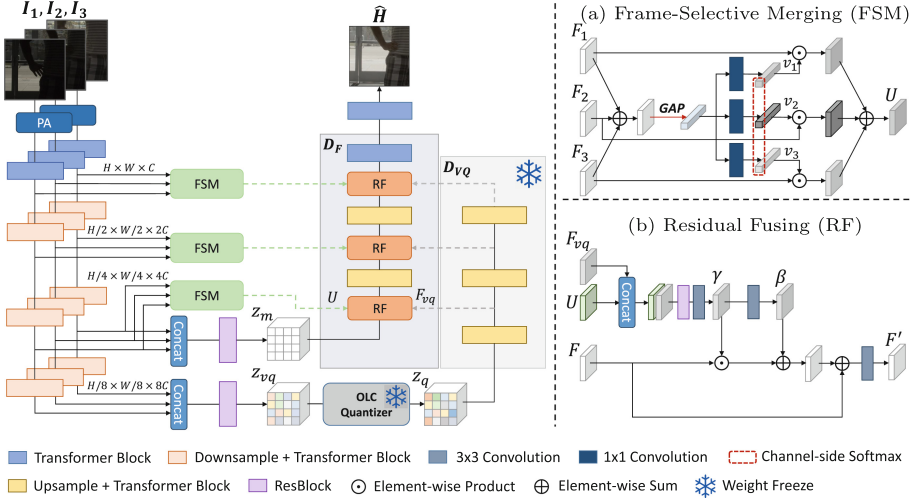 I1, I2, I3
PA
H×W×C
FSM
H/2 × W/2 × 2C
FSM
H/4 × W/4 × 4C
FSM
Concat
Zm
H/8 × W/8 × 8C
Concat
Zvq
OLC
Quantizer
Zq
Ĥ
DF
RF
RF
U
RF
Fvq
DVQ
(a) Frame-Selective Merging (FSM)
F1
F2
F3
GAP
v1
v2
v3
U
(b) Residual Fusing (RF)
Fvq
U
Concat
γ
β
F
F'
Transformer Block
Downsample + Transformer Block
3x3 Convolution
1x1 Convolution
Channel-side Softmax
Upsample + Transformer Block
ResBlock
Element-wise Product
Element-wise Sum
Weight Freeze